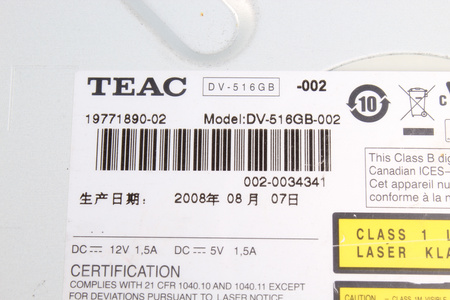 TEAC DV-516GB -002
19771890-02 Model:DV-516GB-002
10
002-0034341
生产日期: 2008年 08月 07日
This Class B dig
Canadian ICES-
Cet appareil nu
conforme à la n
DC 12V 1,5A DC 5V 1,5A
CLASS 1
LASER KLA
CERTIFICATION
COMPLIES WITH 21 CFR 1040.10 AND 1040.11 EXCEPT
FOR DEVIATIONS PURSUANT TO LASER NOTICE